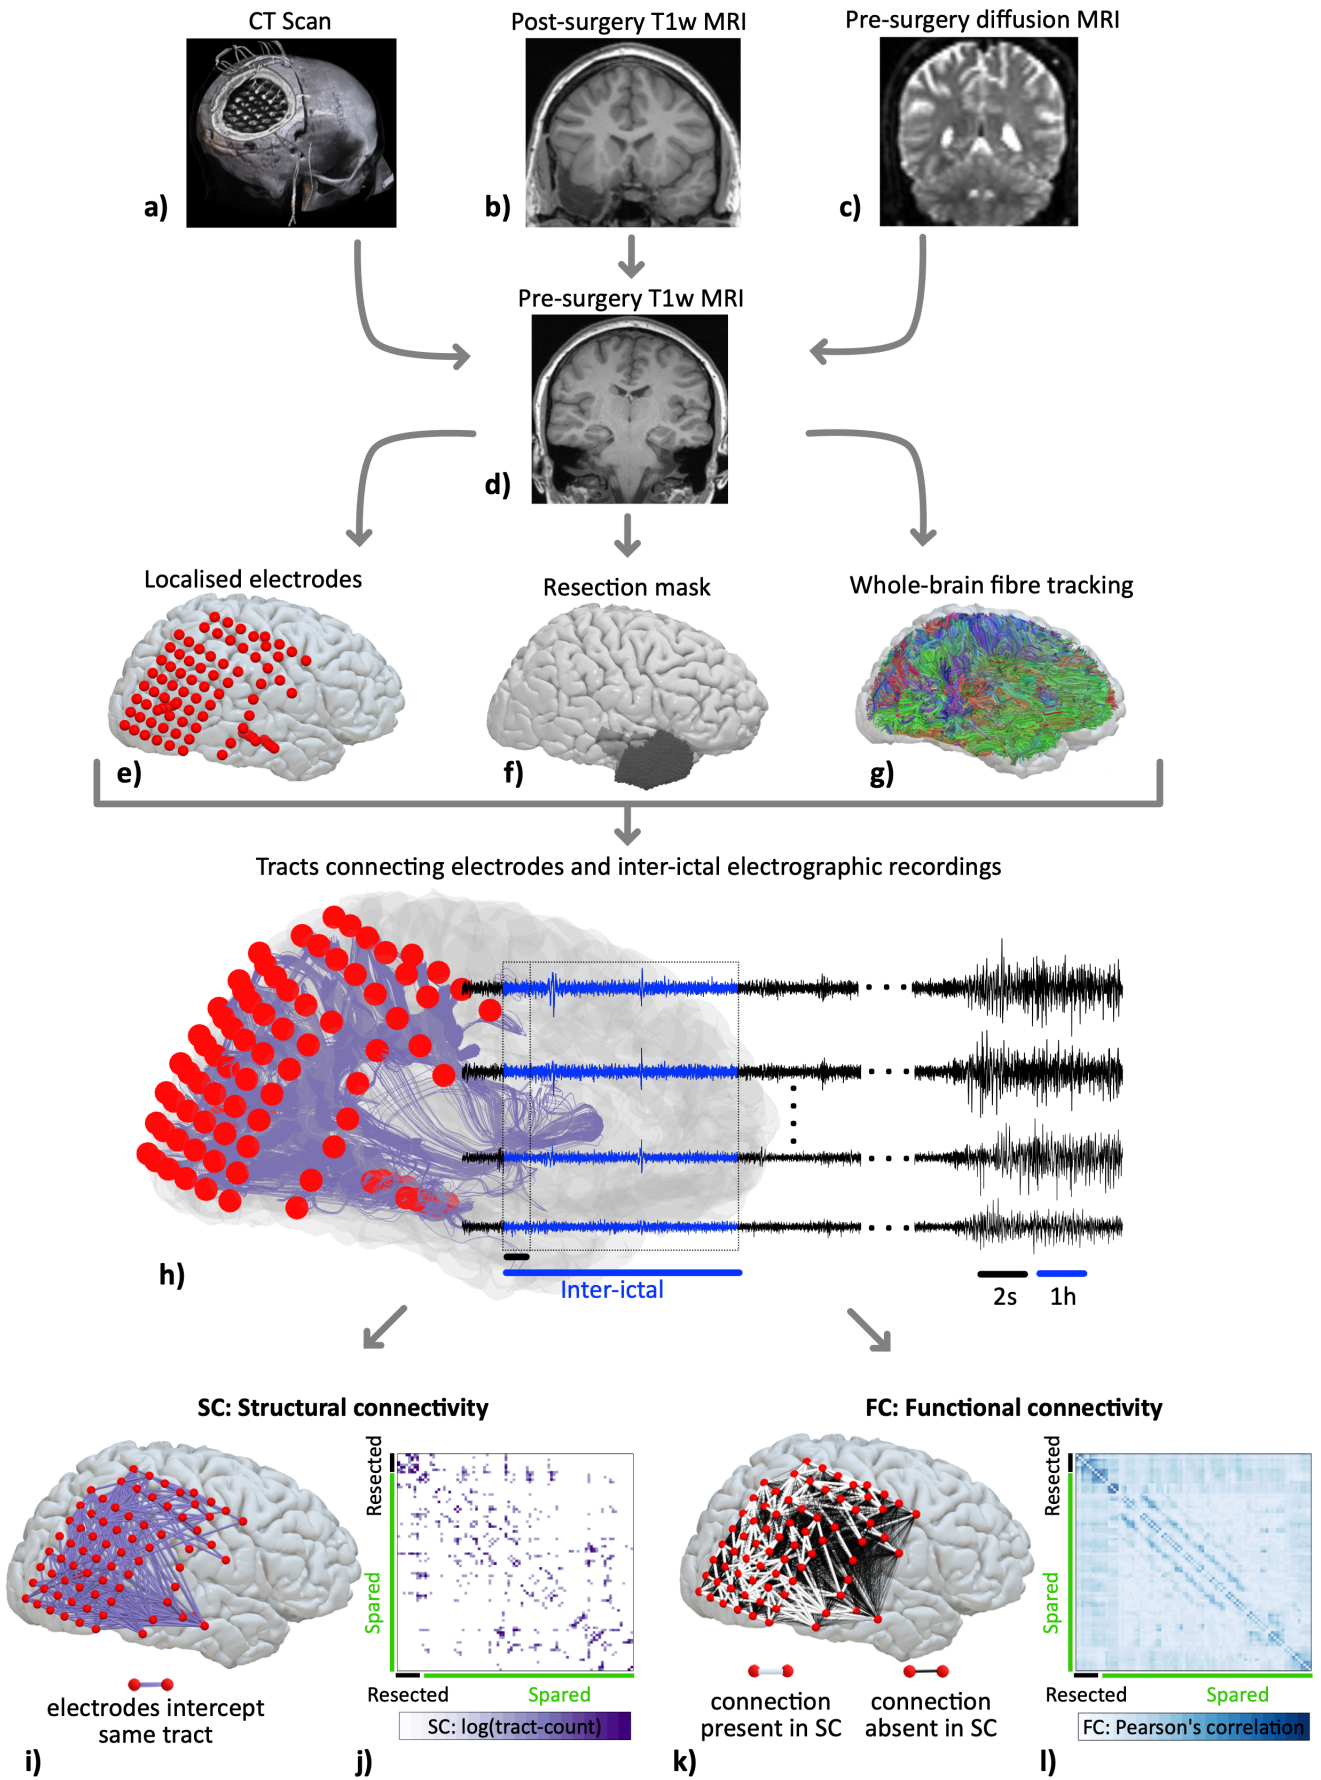 CT Scan
Post-surgery T1w MRI
Pre-surgery diffusion MRI
a)
b)
c)
Pre-surgery T1w MRI
d)
Localised electrodes
Resection mask
Whole-brain fibre tracking
e)
f)
g)
Tracts connecting electrodes and inter-ictal electrographic recordings
h)
Inter-ictal
2s
1h
SC: Structural connectivity
FC: Functional connectivity
Resected
Spared
Resected
Spared
electrodes intercept
same tract
Resected
Spared
SC: log(tract-count)
connection
present in SC
connection
absent in SC
Resected
Spared
FC: Pearson's correlation
i)
j)
k)
l)